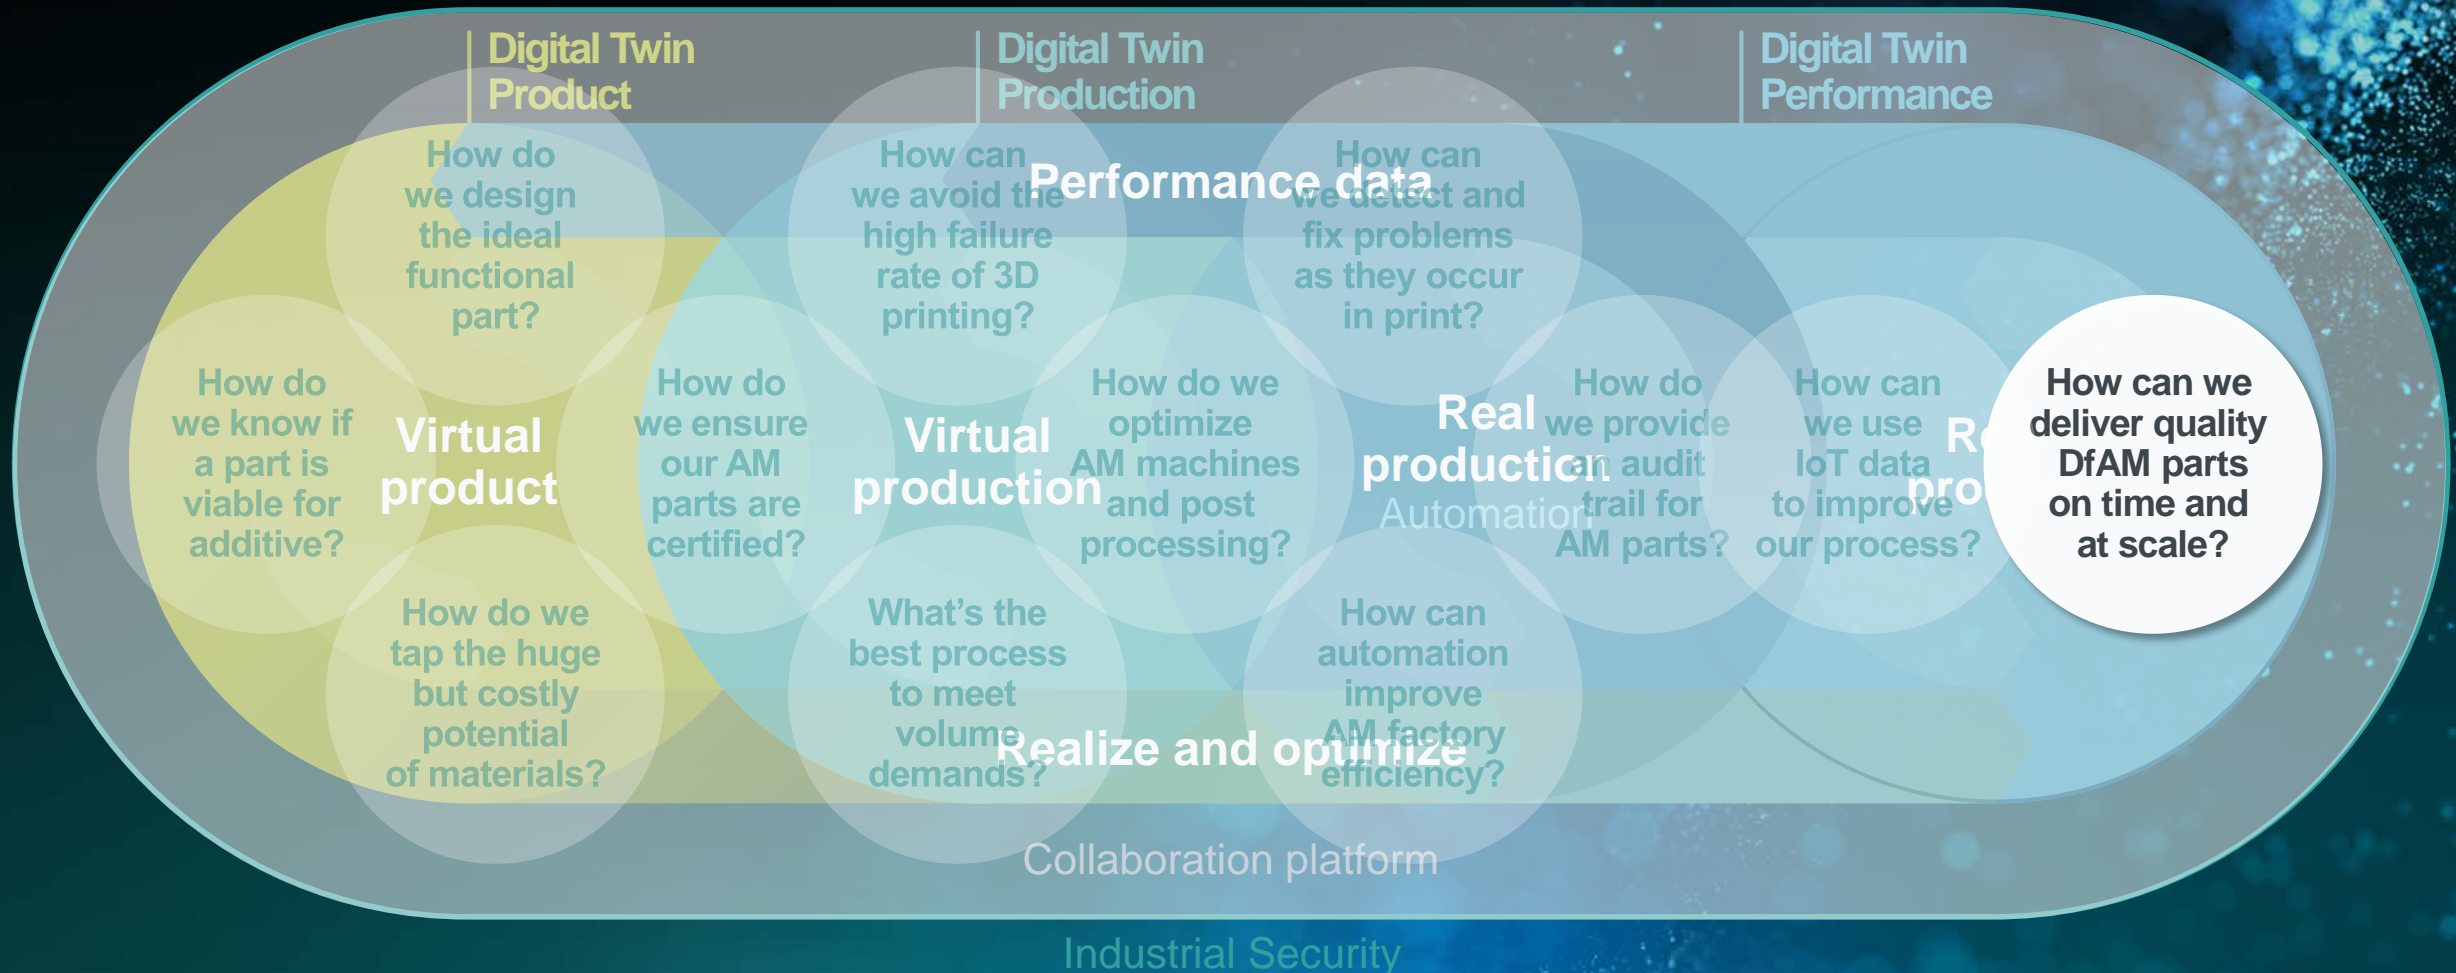 Digital Twin
Product
Digital Twin
Production
Digital Twin
Performance
How do
we design
the ideal
functional
part?
How can
we avoid the
high failure
rate of 3D
printing?
Performance data
How can
we detect and
fix problems
as they occur
in print?
How do
we know if
a part is
viable for
additive?
Virtual
product
How do
we ensure
our AM
parts are
certified?
Virtual
production
How do we
optimize
AM machines
and post
processing?
Real
production
Automation
How do
we provide
an audit
trail for
AM parts?
How can
we use
IoT data
to improve
our process?
How can we
deliver quality
DfAM parts
on time and
at scale?
How do we
tap the huge
but costly
potential
of materials?
What’s the
best process
to meet
volume
demands?
How can
automation
improve
AM factory
efficiency?
Realize and optimize
Collaboration platform
Industrial Security